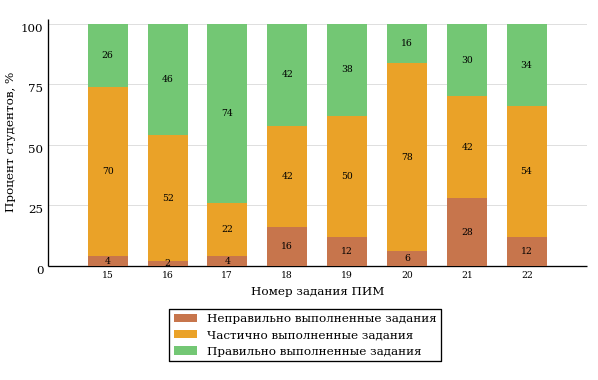 Процент студентов, %
100
75
50
25
0
26 46 74 42 38 16 30 34
70 52 22 42 50 78 42 54
4 2 4 16 12 6 28 12
15 16 17 18 19 20 21 22
Номер задания ПИМ
Неправильно выполненные задания
Частично выполненные задания
Правильно выполненные задания